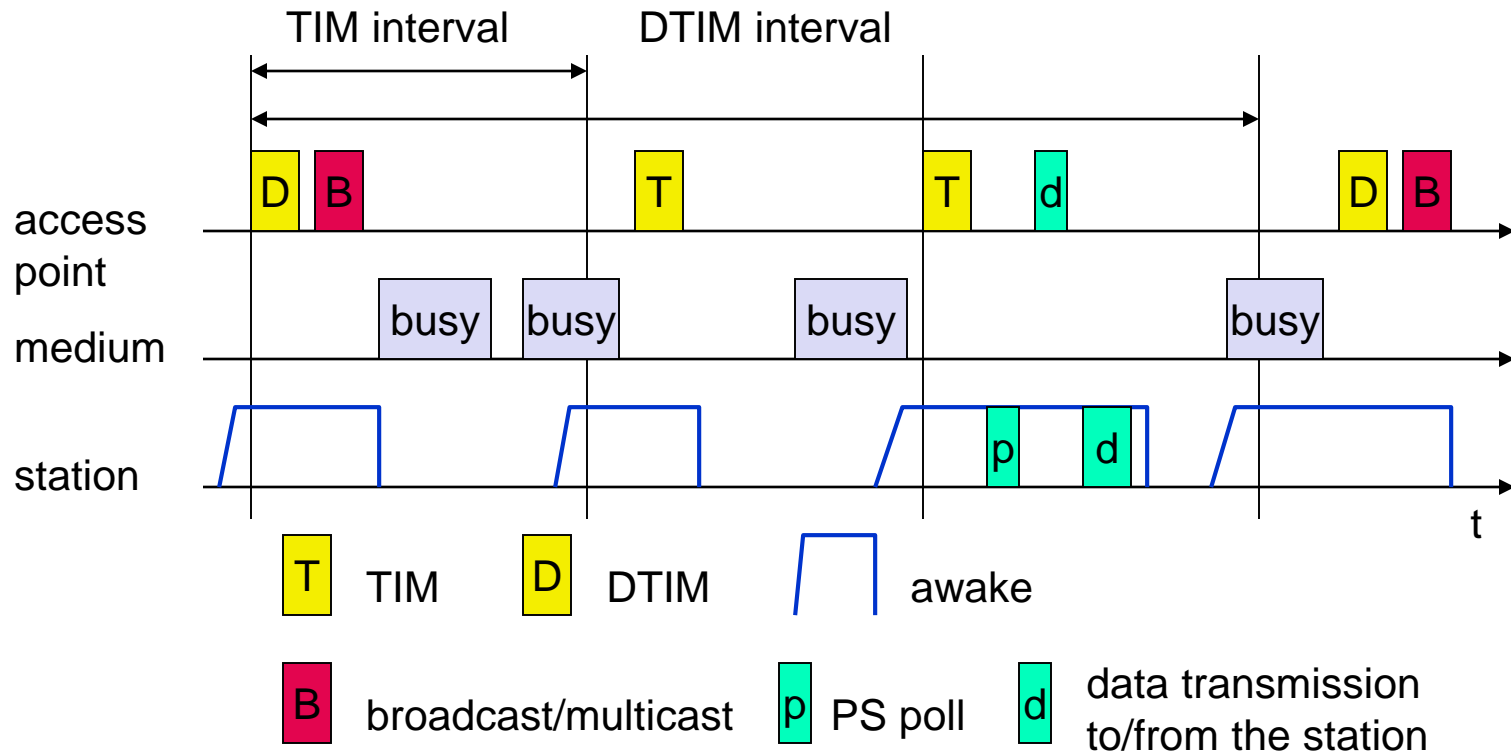 TIM interval DTIM interval
D B T T d D B
access
point
busy busy busy busy
medium
p d
station
t
T TIM D DTIM awake
B broadcast/multicast p PS poll d data transmission
to/from the station